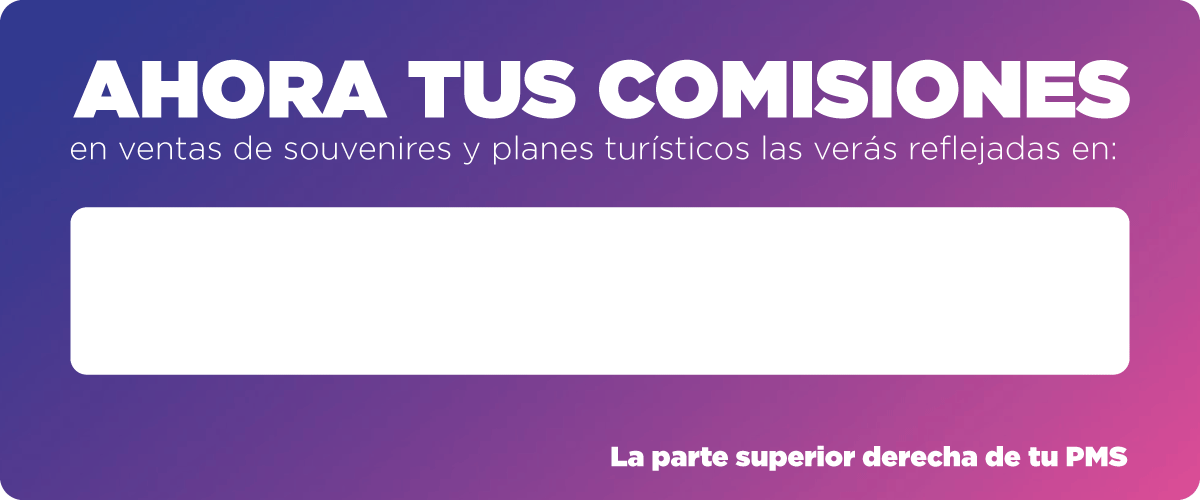 AHORA TUS COMISIONES
en ventas de souvenires y planes turísticos las verás reflejadas en:
La parte superior derecha de tu PMS